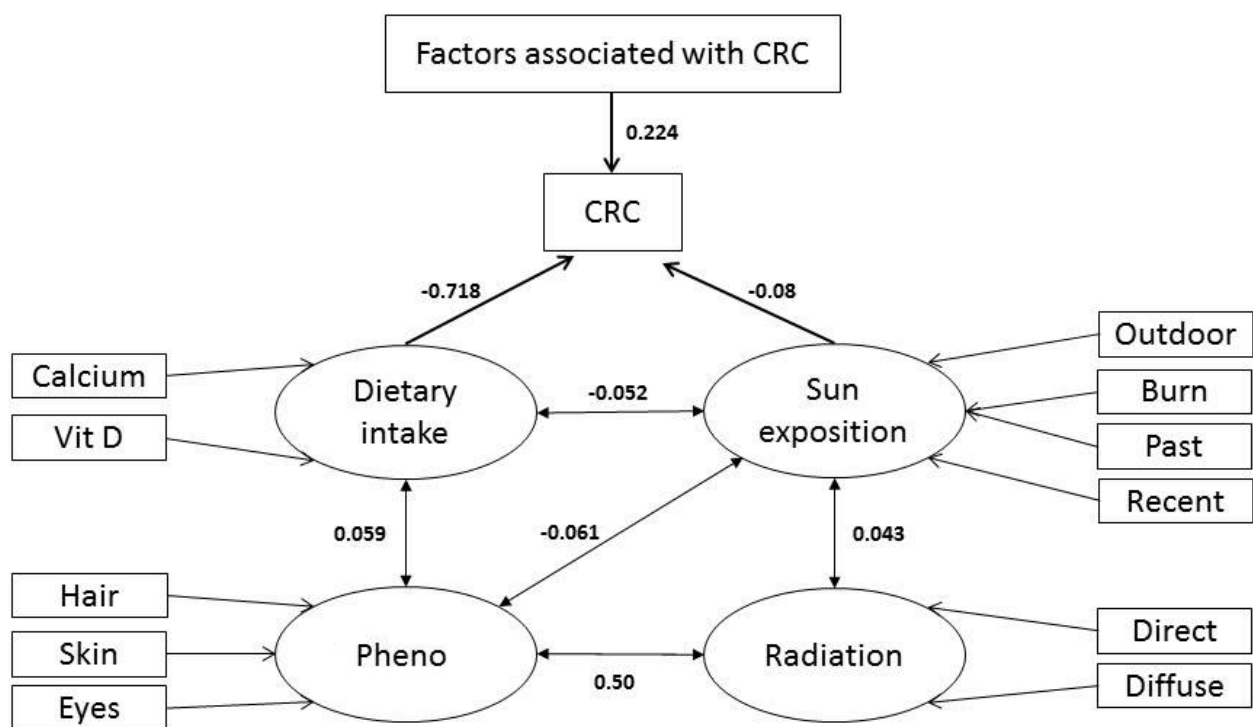 Factors associated with CRC
0.224
CRC
-0.718
-0.08
Outdoor
Calcium
Dietary
intake
-0.052
Sun
exposition
Burn
Vit D
Past
Recent
0.059
-0.061
0.043
Hair
Skin
Pheno
Radiation
Direct
0.50
Eyes
Diffuse